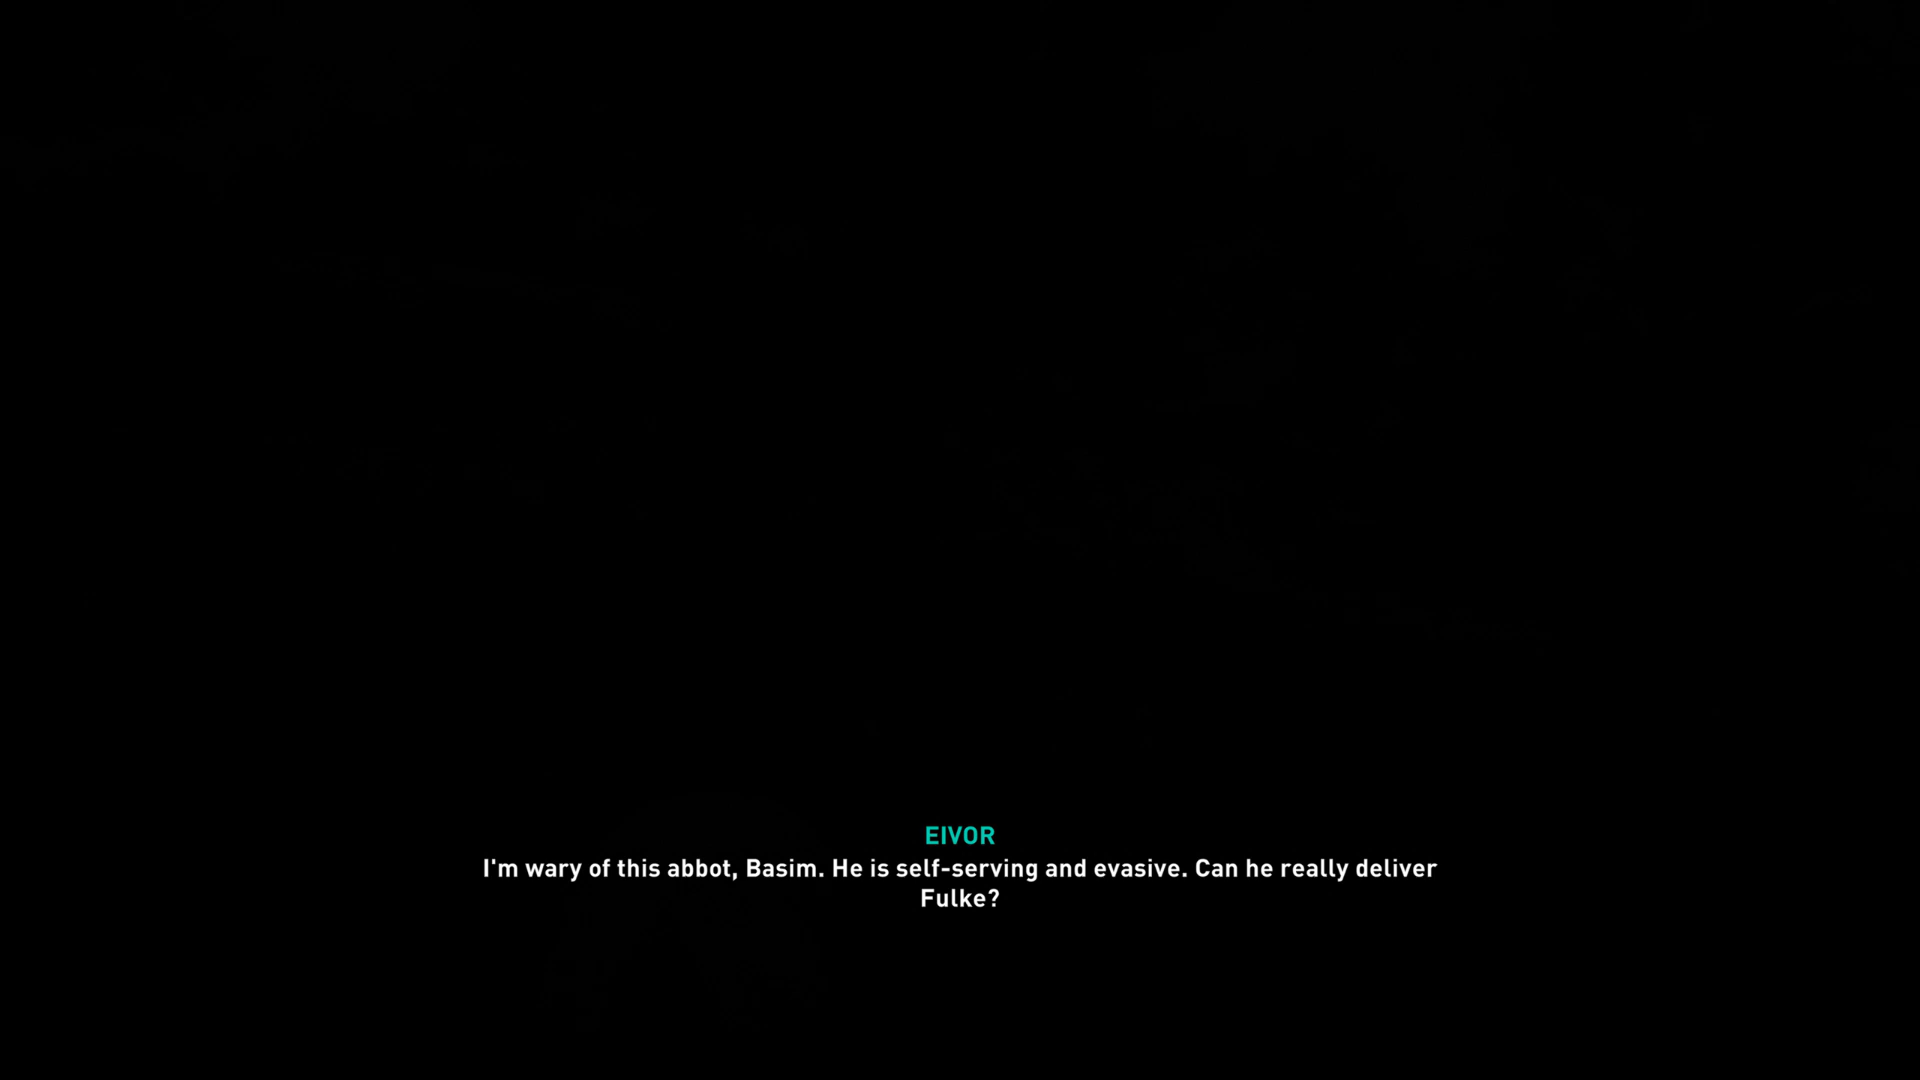 EIVOR
I'm wary of this abbot, Basim. He is self-serving and evasive. Can he really deliver
Fulke?